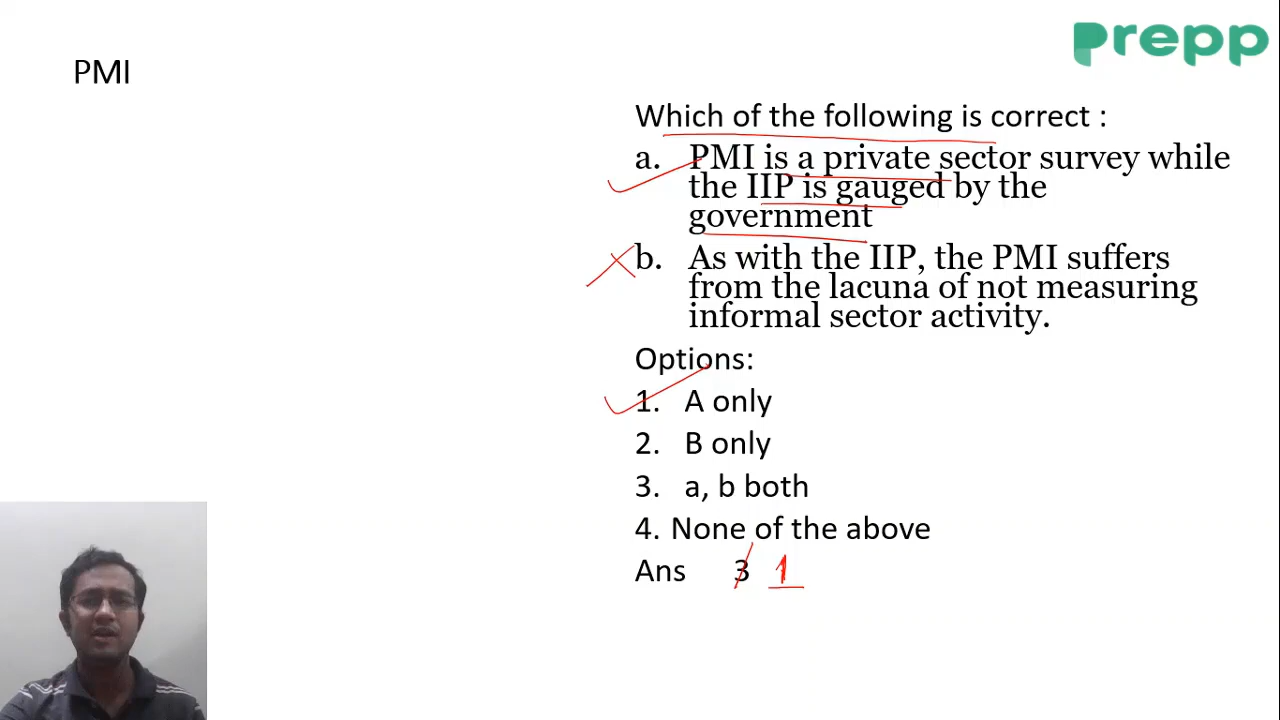 prepp
PMI
Which of the following is correct :
a. PMI is a private sector survey while
the IIP is gauged by the
government
b. As with the IIP, the PMI suffers
from the lacuna of not measuring
informal sector activity.
Options:
1. A only
2. B only
3. a, b both
4. None of the above
Ans 3 1